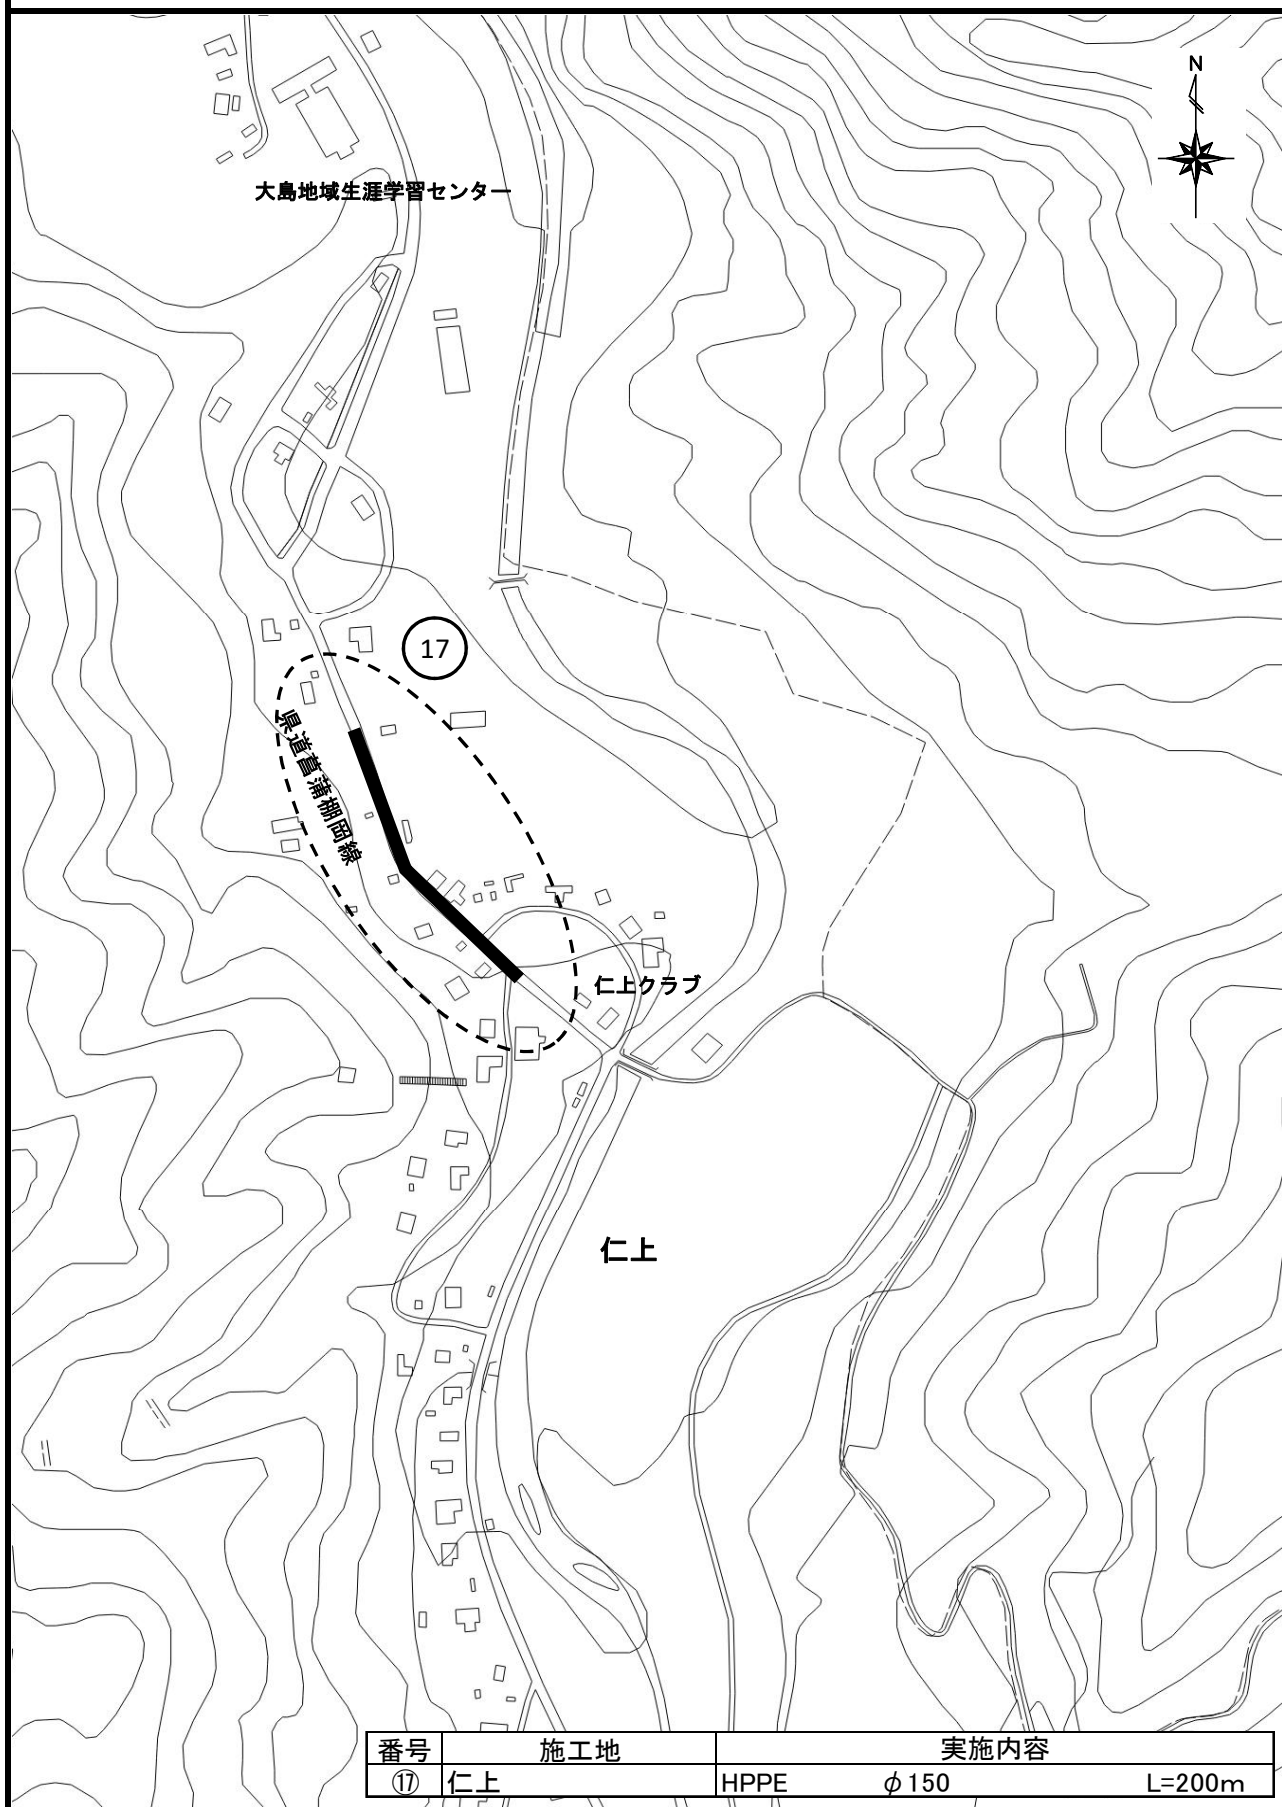 N
大島地域生涯学習センター
17
県道菖蒲棚岡線
仁上クラブ
仁上
番号 施工地 実施内容
⑰ 仁上 HPPE φ150 L=200m